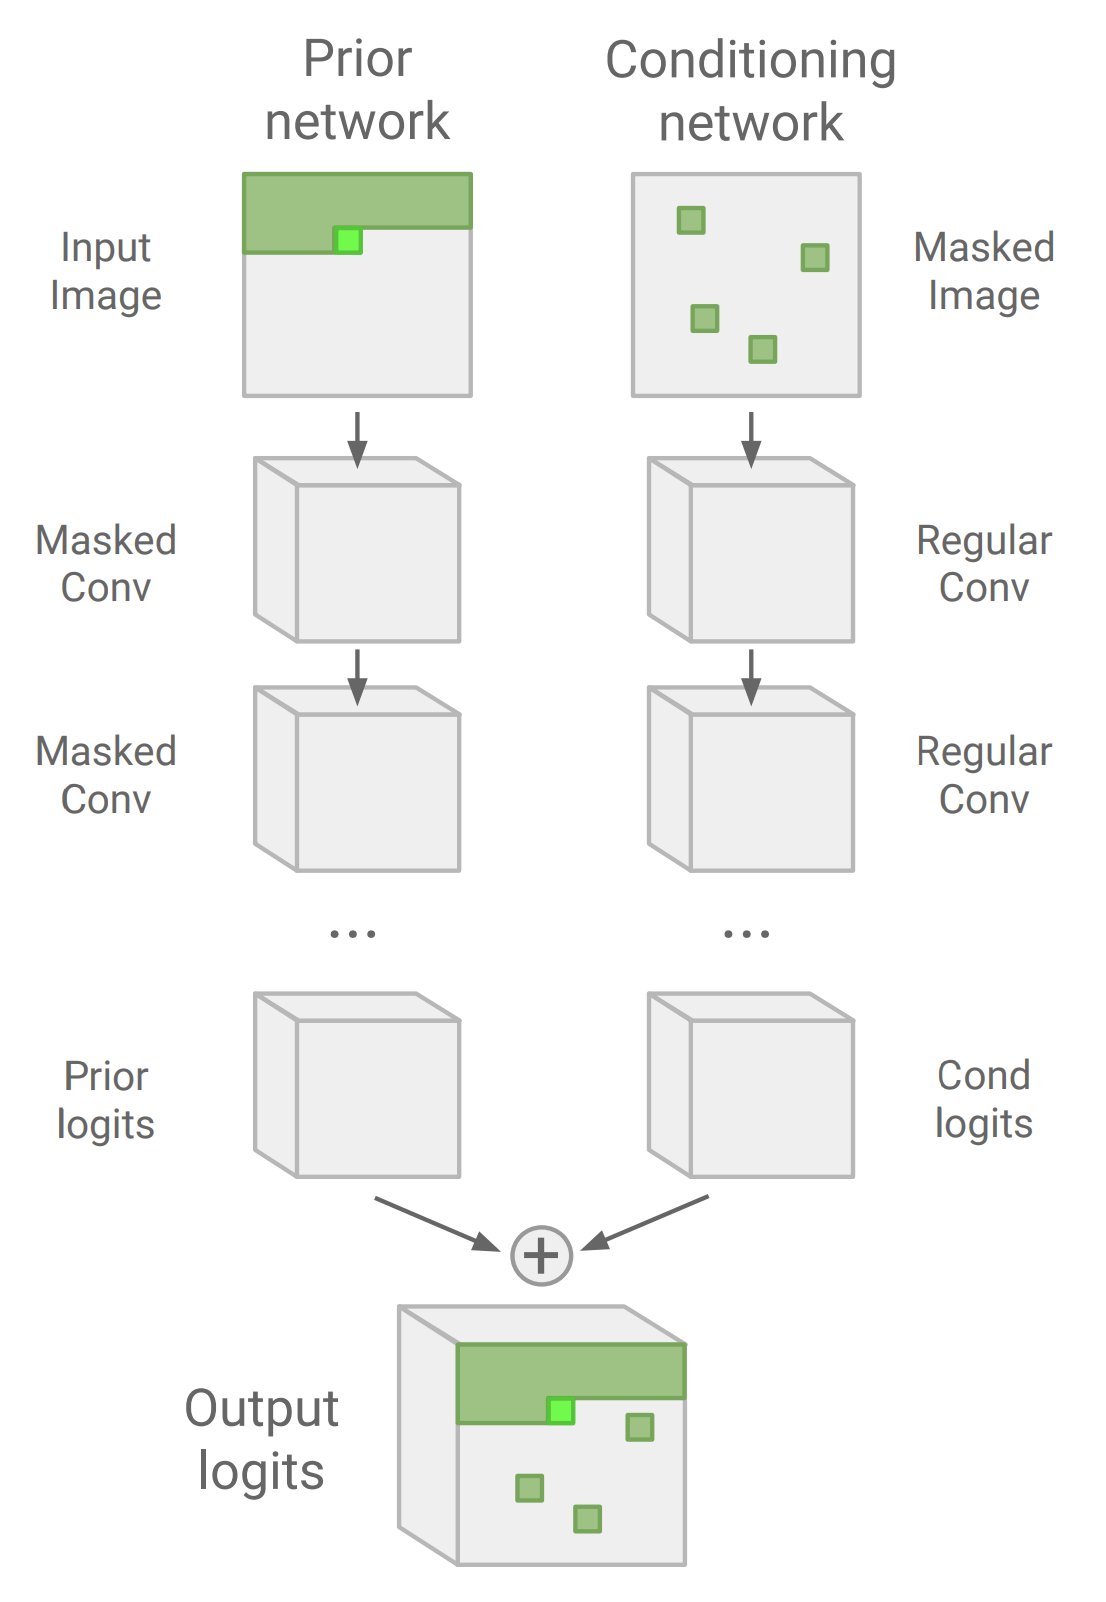 Prior
network
Conditioning
network
Input
Image
Masked
Image
Masked
Conv
Regular
Conv
Masked
Conv
Regular
Conv
...
...
Prior
logits
Cond
logits
+
Output
logits